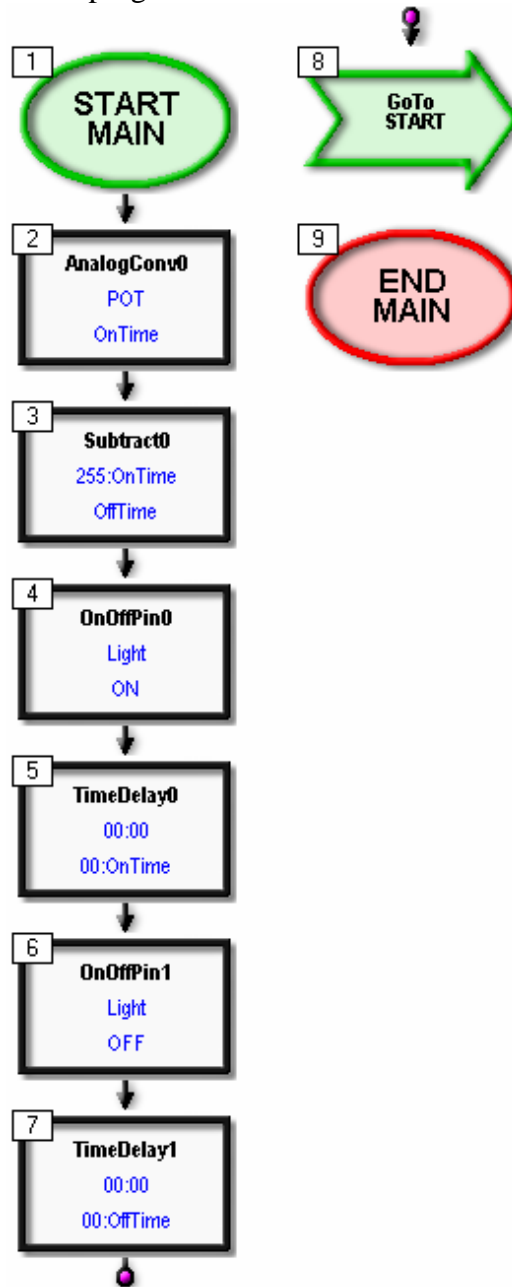 1
START
MAIN
2
AnalogConv0
POT
OnTime
3
Subtract0
255:OnTime
OffTime
4
OnOffPin0
Light
ON
5
TimeDelay0
00:00
00:OnTime
6
OnOffPin1
Light
OFF
7
TimeDelay1
00:00
00:OffTime
8
GoTo
START
9
END
MAIN